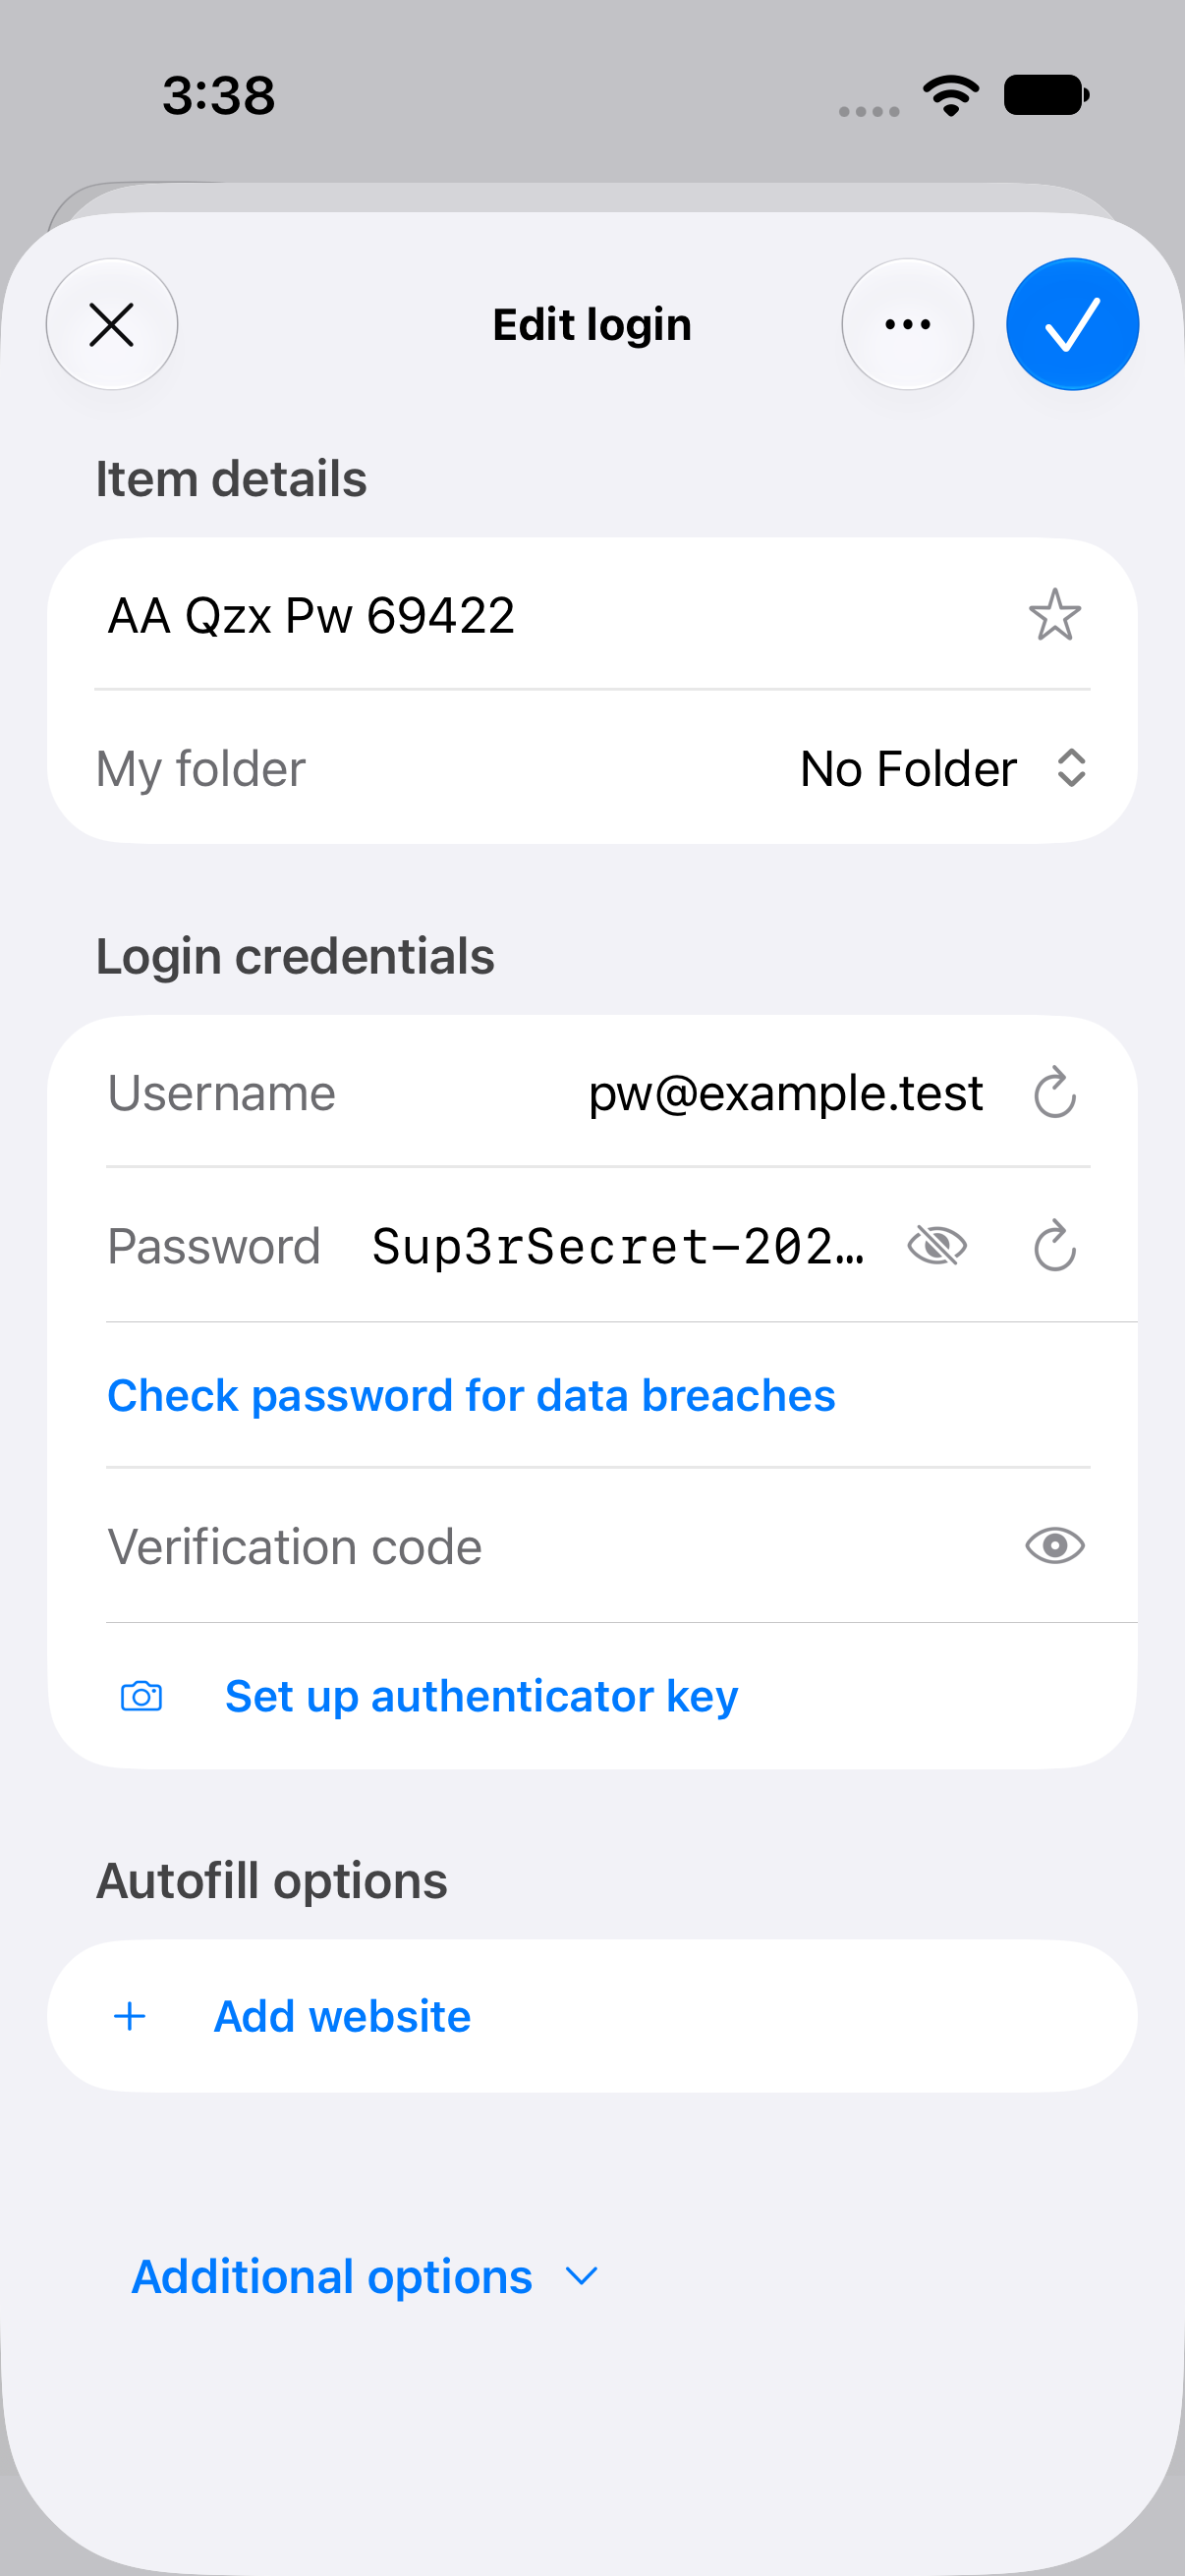 3:38
Edit login
Item details
AA Qzx Pw 69422
My folder No Folder
Login credentials
Username pw@example.test
Password Sup3rSecret-202…
Check password for data breaches
Verification code
Set up authenticator key
Autofill options
Add website
Additional options